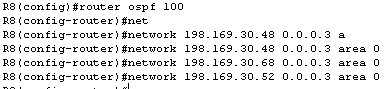 R8(config)#router ospf 100
R8(config-router)#net
R8(config-router)#network 198.169.30.48 0.0.0.3 a
R8(config-router)#network 198.169.30.48 0.0.0.3 area 0
R8(config-router)#network 198.169.30.68 0.0.0.3 area 0
R8(config-router)#network 198.169.30.52 0.0.0.3 area 0
R8(config-router)#